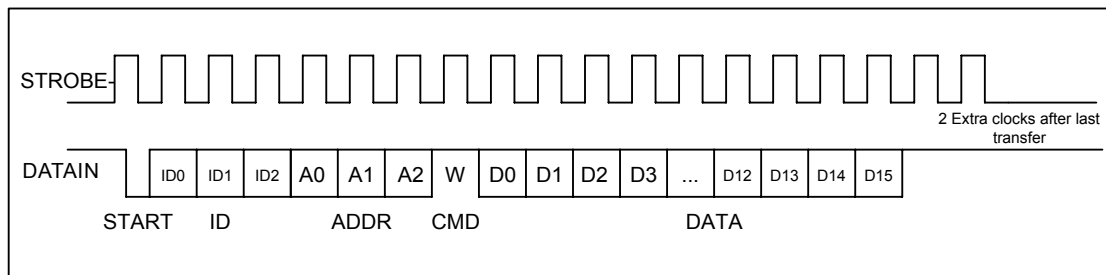 STROBE-
2 Extra clocks after last
transfer
DATAIN
ID0 ID1 ID2 A0 A1 A2 W D0 D1 D2 D3 ... D12 D13 D14 D15
START ID ADDR CMD DATA